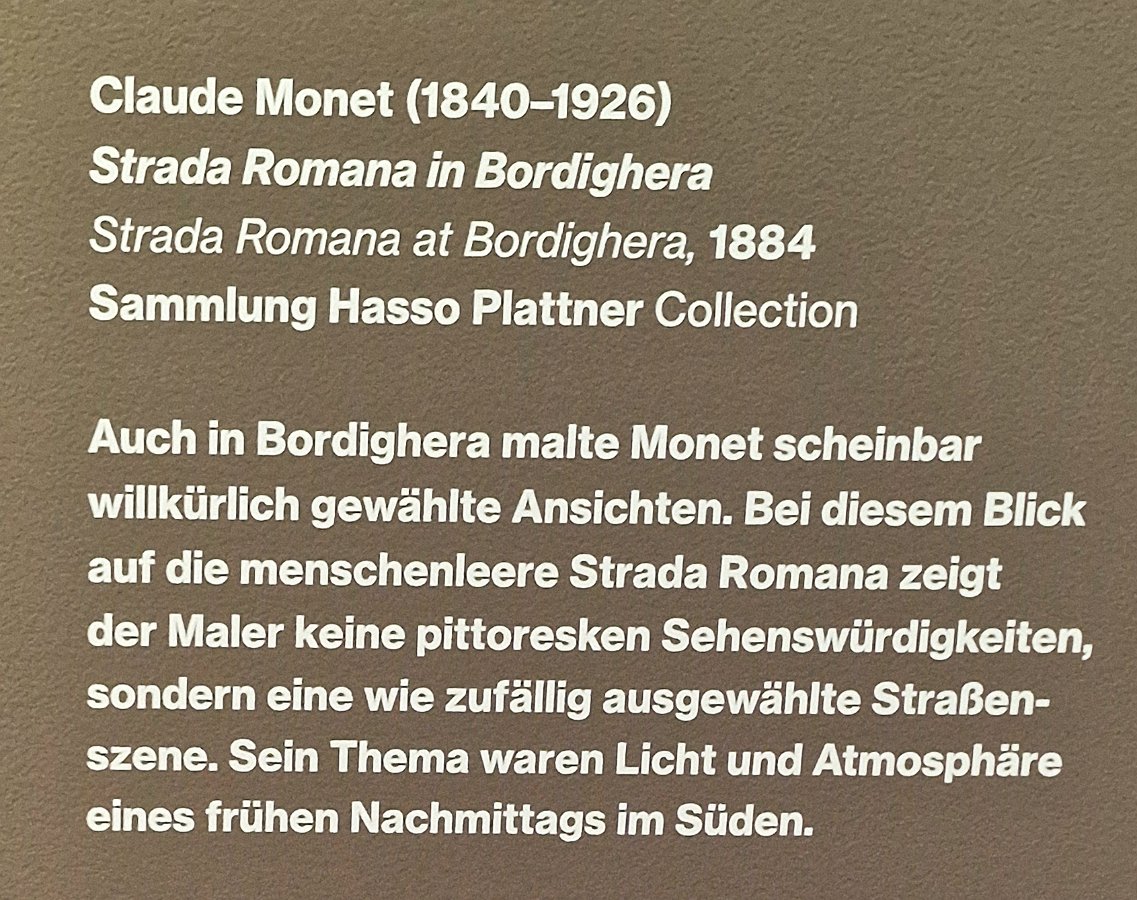 Claude Monet (1840–1926)
Strada Romana in Bordighera
Strada Romana at Bordighera, 1884
Sammlung Hasso Plattner Collection
Auch in Bordighera malte Monet scheinbar
willkürlich gewählte Ansichten. Bei diesem Blick
auf die menschenleere Strada Romana zeigt
der Maler keine pittoresken Sehenswürdigkeiten,
sondern eine wie zufällig ausgewählte Straßen-
szene. Sein Thema waren Licht und Atmosphäre
eines frühen Nachmittags im Süden.